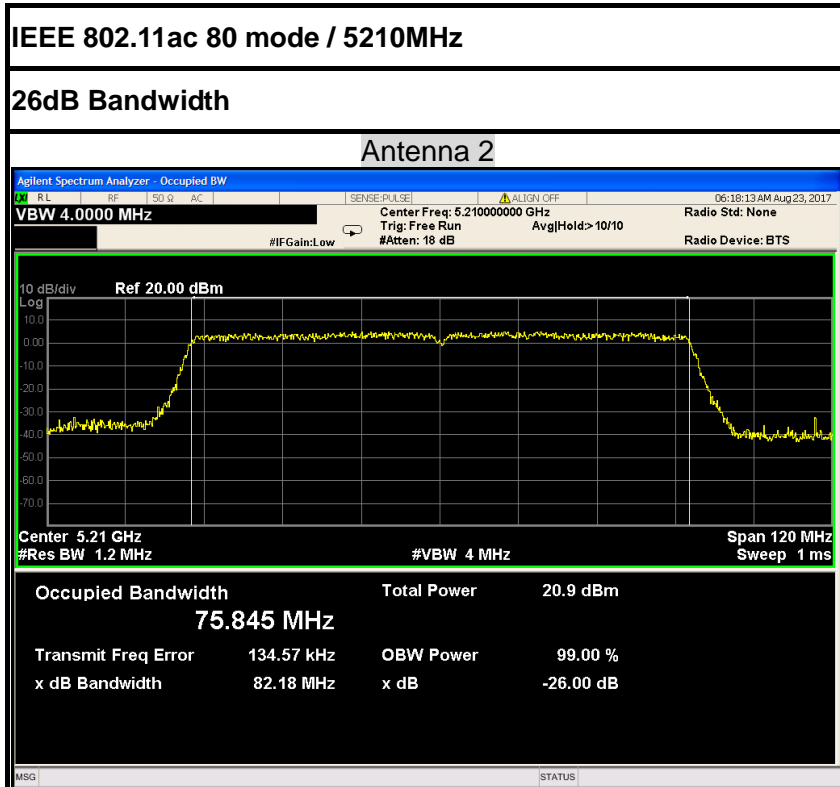 IEEE 802.11ac 80 mode / 5210MHz
26dB Bandwidth
Antenna 2
Agilent Spectrum Analyzer - Occupied BW
LXI RL RF 50 Ω AC SENSE:PULSE ALIGN OFF 06:18:13 AM Aug 23, 2017
VBW 4.0000 MHz Center Freq: 5.210000000 GHz Radio Std: None
Trig: Free Run Avg|Hold:> 10/10
#IFGain:Low #Atten: 18 dB Radio Device: BTS
10 dB/div Ref 20.00 dBm
Log
10.0
0.00
-10.0
-20.0
-30.0
-40.0
-50.0
-60.0
-70.0
Center 5.21 GHz Span 120 MHz
#Res BW 1.2 MHz #VBW 4 MHz Sweep 1 ms
Occupied Bandwidth Total Power 20.9 dBm
75.845 MHz
Transmit Freq Error 134.57 kHz OBW Power 99.00 %
x dB Bandwidth 82.18 MHz x dB -26.00 dB
MSG STATUS